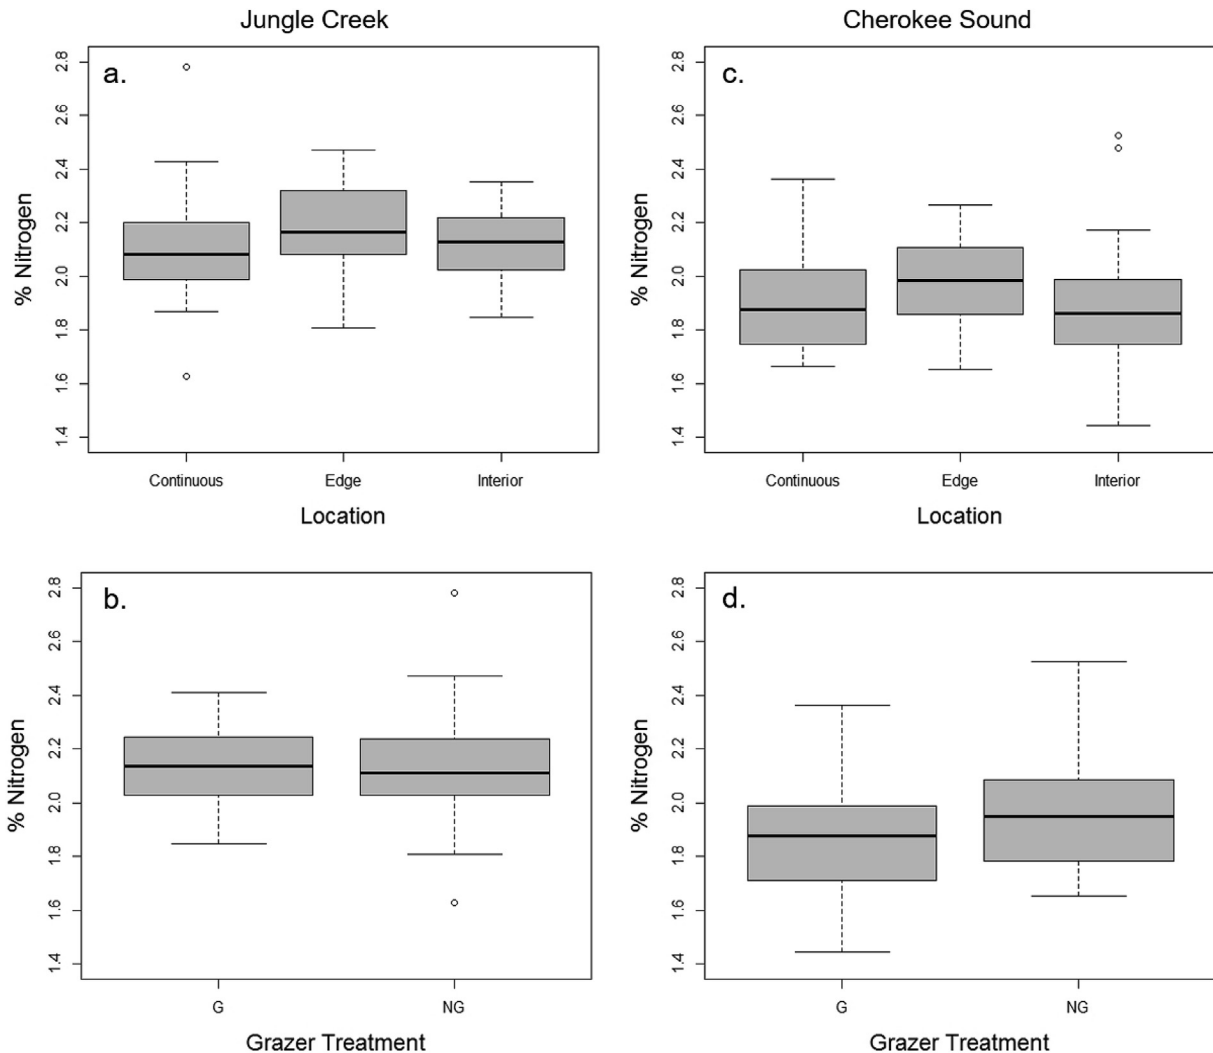 Jungle Creek
a.
% Nitrogen
2.8
2.6
2.4
2.2
2.0
1.8
1.6
1.4
Continuous Edge Interior
Location
Cherokee Sound
c.
% Nitrogen
2.8
2.6
2.4
2.2
2.0
1.8
1.6
1.4
Continuous Edge Interior
Location
b.
% Nitrogen
2.8
2.6
2.4
2.2
2.0
1.8
1.6
1.4
G NG
Grazer Treatment
d.
% Nitrogen
2.8
2.6
2.4
2.2
2.0
1.8
1.6
1.4
G NG
Grazer Treatment